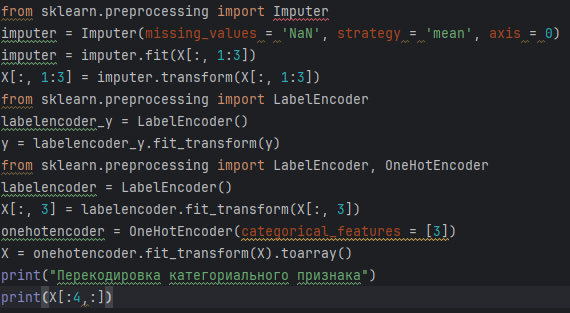 from sklearn.preprocessing import Imputer
imputer = Imputer(missing_values = 'NaN', strategy = 'mean', axis = 0)
imputer = imputer.fit(X[:, 1:3])
X[:, 1:3] = imputer.transform(X[:, 1:3])
from sklearn.preprocessing import LabelEncoder
labelencoder_y = LabelEncoder()
y = labelencoder_y.fit_transform(y)
from sklearn.preprocessing import LabelEncoder, OneHotEncoder
labelencoder = LabelEncoder()
X[:, 3] = labelencoder.fit_transform(X[:, 3])
onehotencoder = OneHotEncoder(categorical_features = [3])
X = onehotencoder.fit_transform(X).toarray()
print("Перекодировка категориального признака")
print(X[:4,:])